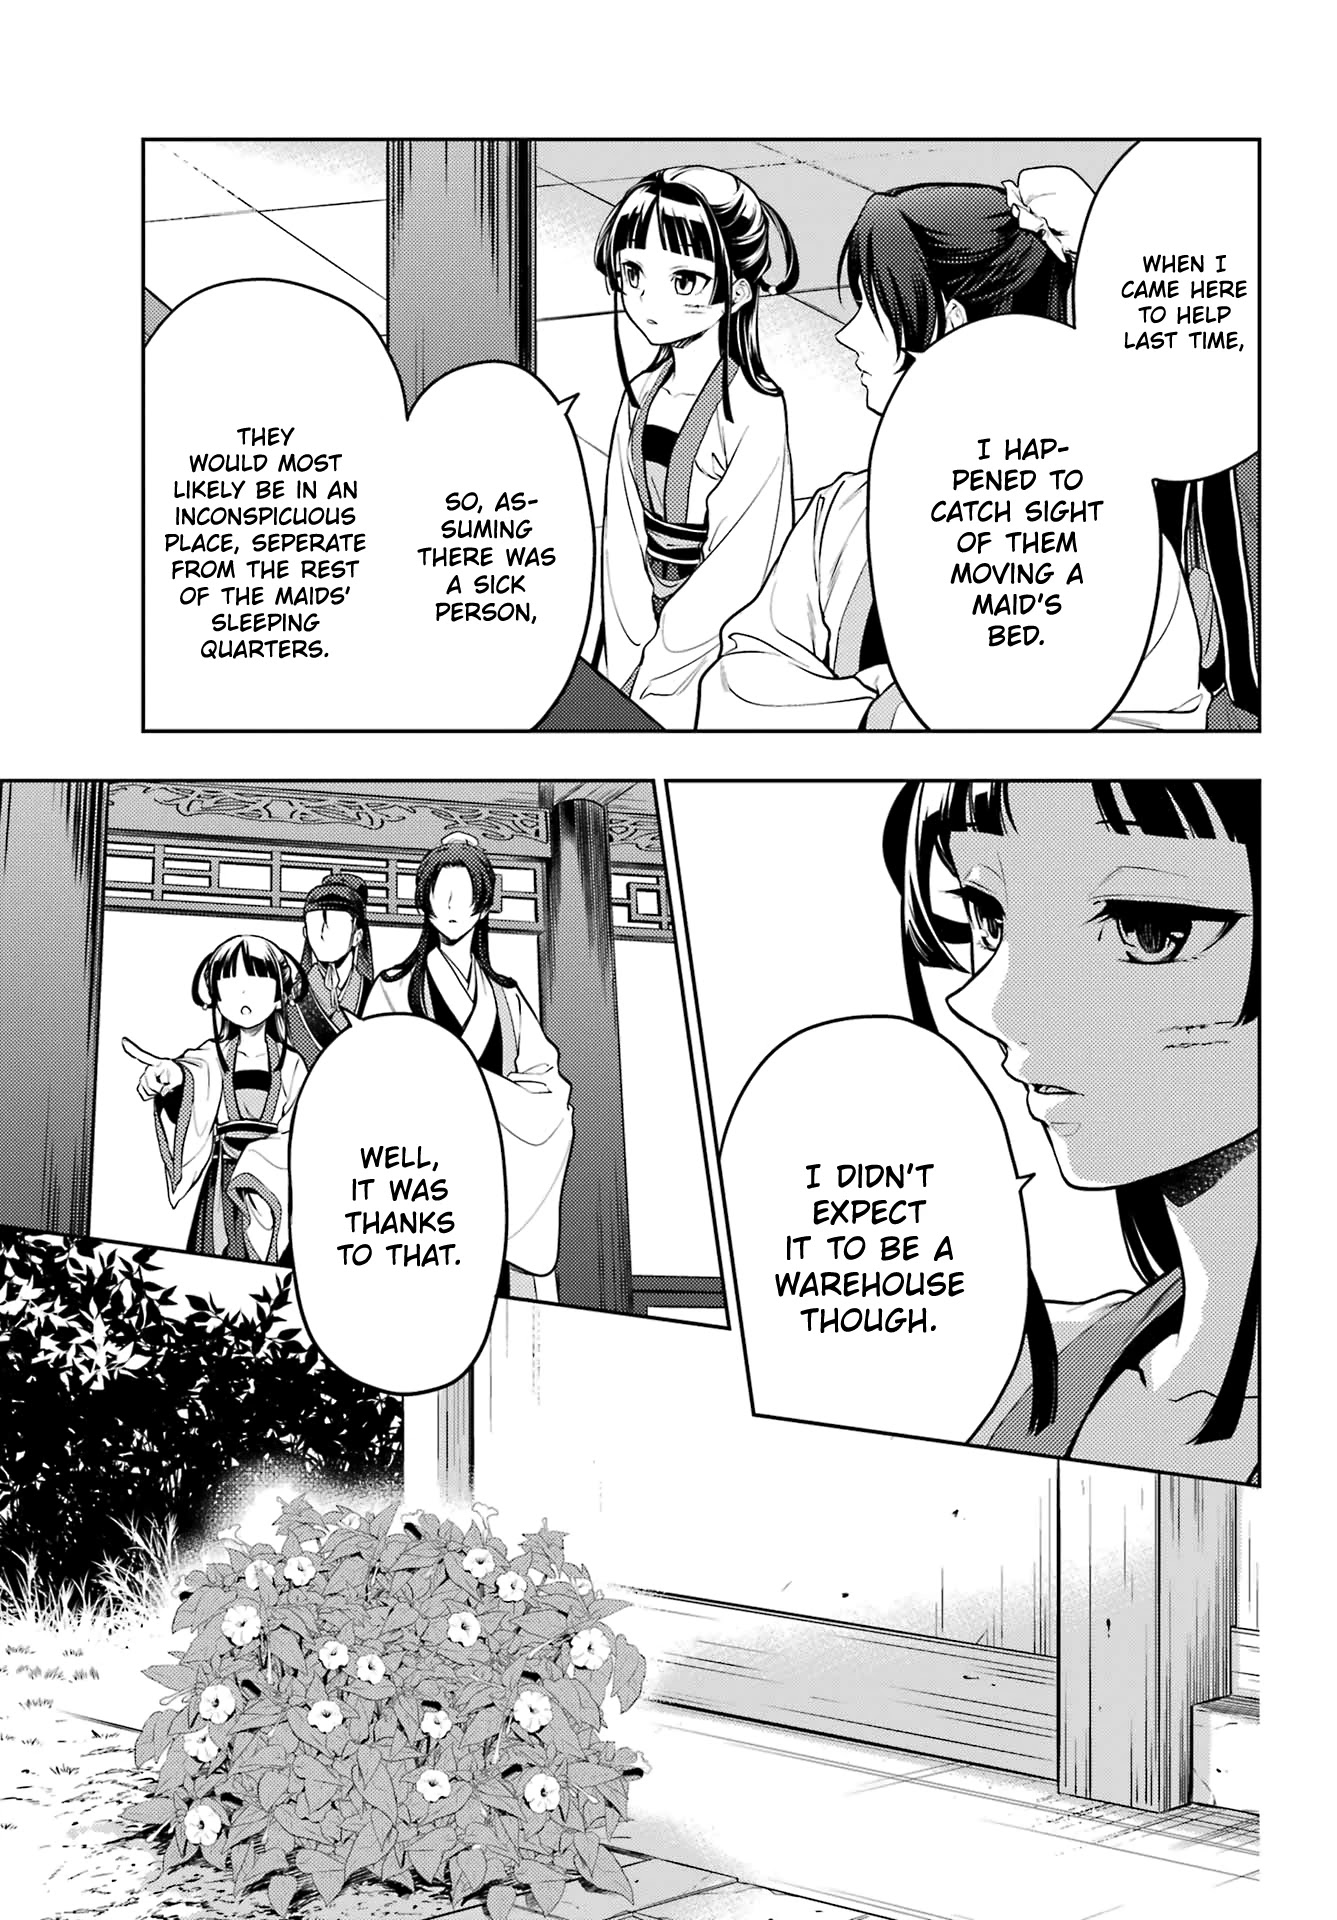 WHEN I
CAME HERE
TO HELP
LAST TIME,
I HAP-
PENED TO
CATCH SIGHT
OF THEM
MOVING A
MAID'S
BED.
SO, AS-
SUMING
THERE WAS
A SICK
PERSON,
THEY
WOULD MOST
LIKELY BE IN AN
INCONSPICUOUS
PLACE, SEPERATE
FROM THE REST
OF THE MAIDS'
SLEEPING
QUARTERS.
I DIDN'T
EXPECT
IT TO BE A
WAREHOUSE
THOUGH.
WELL,
IT WAS
THANKS
TO THAT.